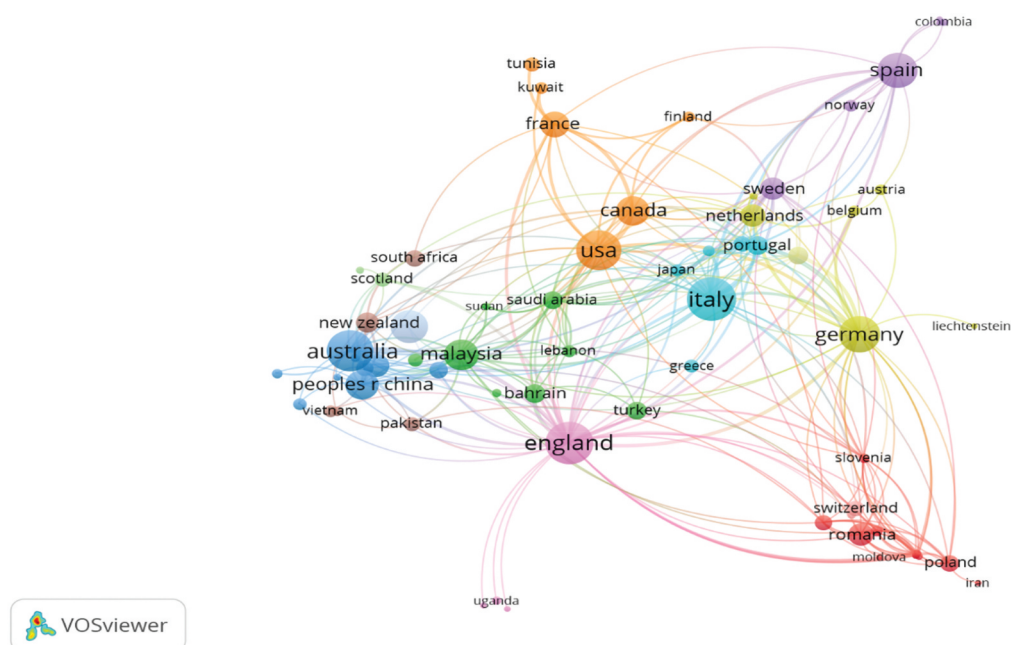 colombia
tunisia
spain
kuwait
norway
france
finland
sweden
austria
canada
netherlands
belgium
usa
portugal
south africa
japan
scotland
italy
saudi arabia
sudan
new zealand
liechtenstein
germany
australia
malaysia
lebanon
greece
peoples r china
bahrain
vietnam
turkey
pakistan
england
slovenia
switzerland
romania
moldova
poland
iran
uganda
VOSviewer